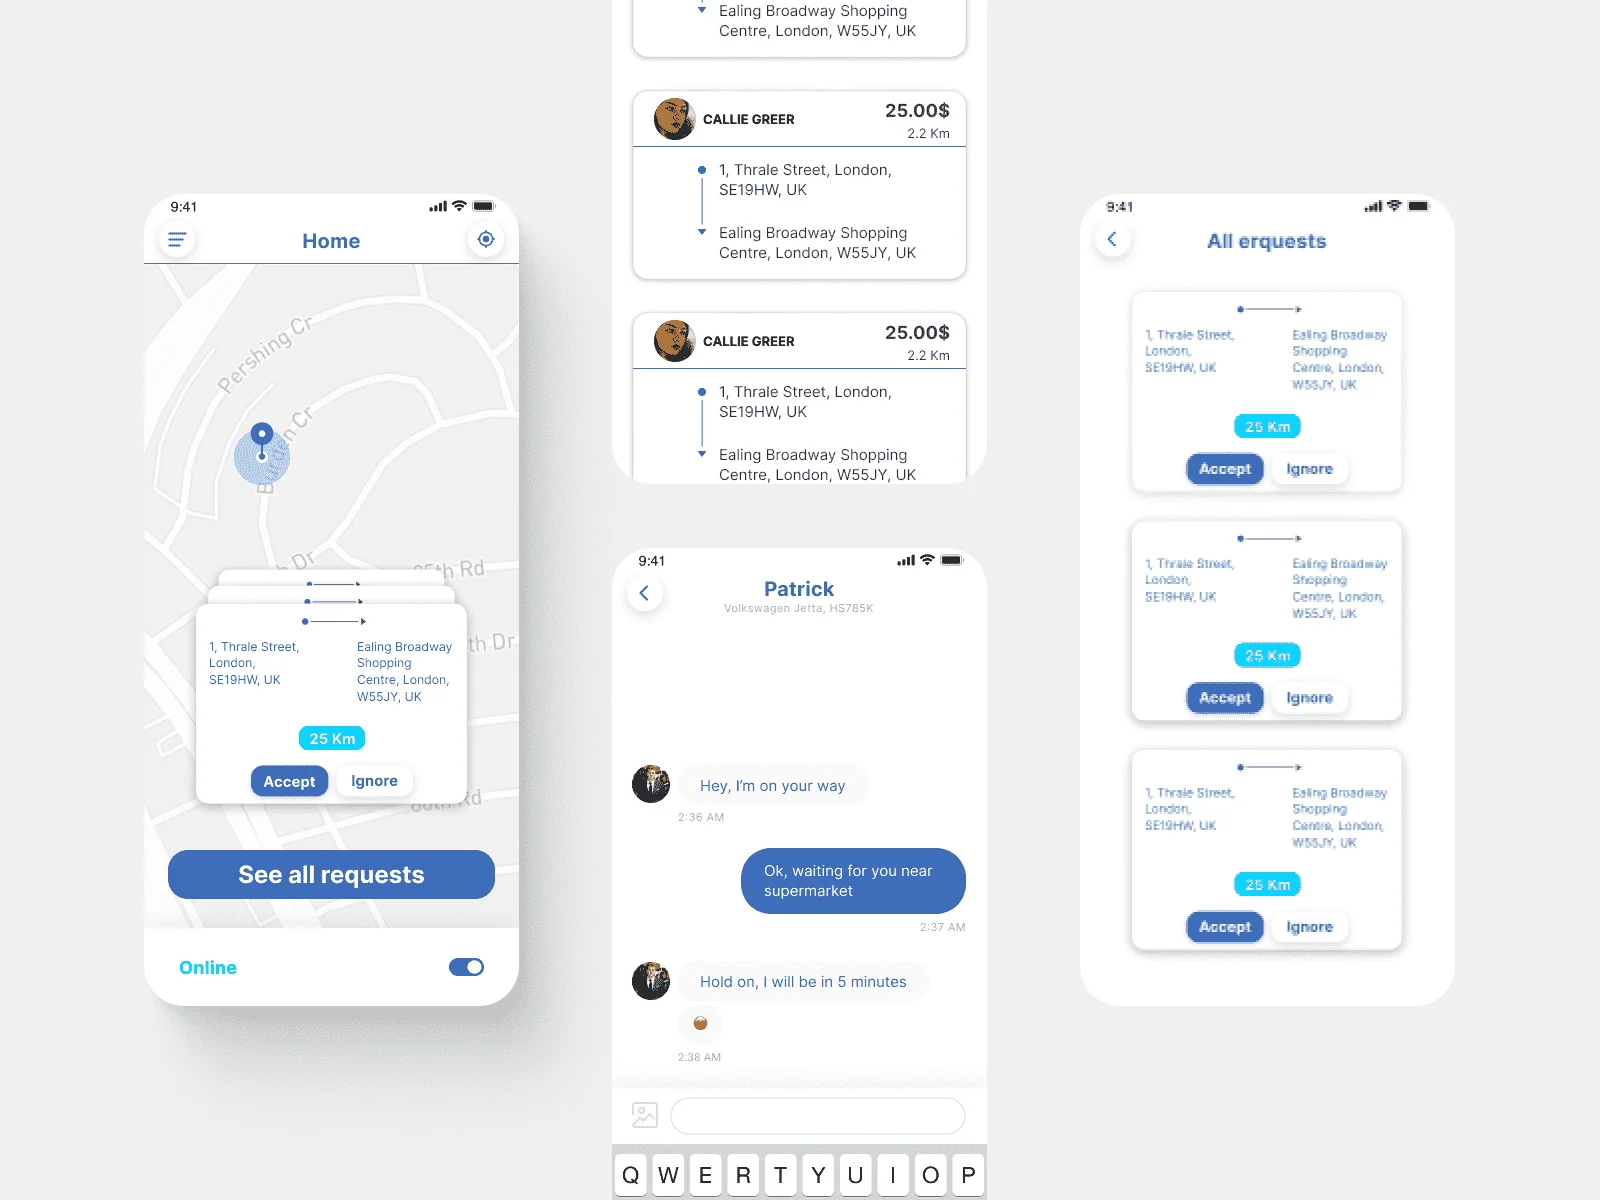 9:41
Home
Pershing Cr
Burden Cr
Dr
5th Rd
th Dr
Rd
1, Thrale Street,
London,
SE19HW, UK
Ealing Broadway
Shopping
Centre, London,
W55JY, UK
25 Km
Accept
Ignore
See all requests
Online
Ealing Broadway Shopping
Centre, London, W55JY, UK
CALLIE GREER
25.00$
2.2 Km
1, Thrale Street, London,
SE19HW, UK
Ealing Broadway Shopping
Centre, London, W55JY, UK
CALLIE GREER
25.00$
2.2 Km
1, Thrale Street, London,
SE19HW, UK
Ealing Broadway Shopping
Centre, London, W55JY, UK
9:41
Patrick
Volkswagen Jetta, HS785K
Hey, I’m on your way
2:36 AM
Ok, waiting for you near
supermarket
2:37 AM
Hold on, I will be in 5 minutes
2:38 AM
Q W E R T Y U I O P
9:41
All erquests
1, Thrale Street,
London,
SE19HW, UK
Ealing Broadway
Shopping
Centre, London,
W55JY, UK
25 Km
Accept
Ignore
1, Thrale Street,
London,
SE19HW, UK
Ealing Broadway
Shopping
Centre, London,
W55JY, UK
25 Km
Accept
Ignore
1, Thrale Street,
London,
SE19HW, UK
Ealing Broadway
Shopping
Centre, London,
W55JY, UK
25 Km
Accept
Ignore